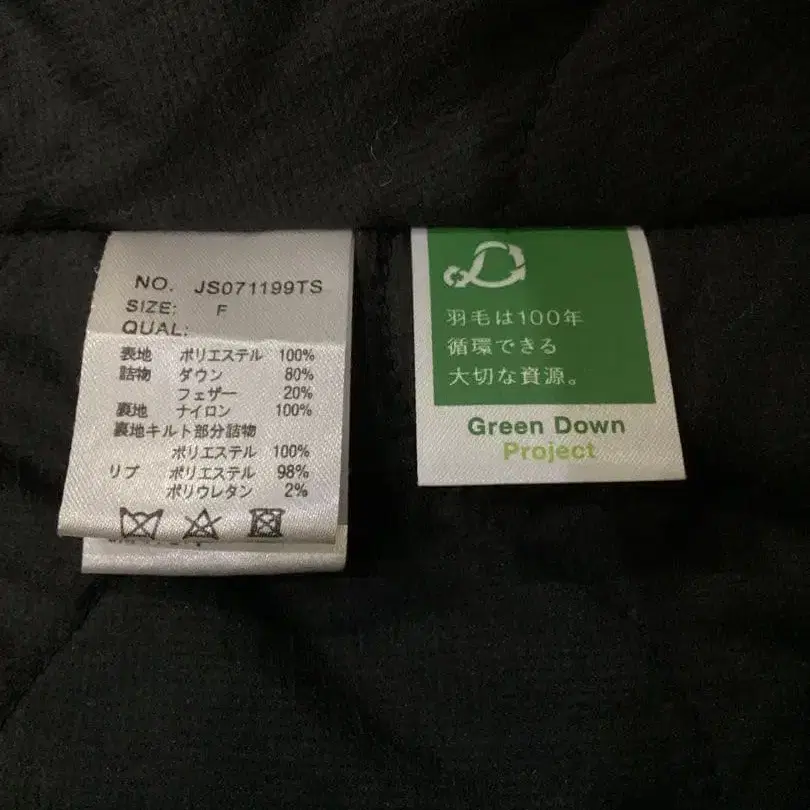 NO. JS071199TS
SIZE: F
QUAL:
表地 ポリエステル 100%
詰物 ダウン 80%
フェザー 20%
裏地 ナイロン 100%
裏地キルト部分詰物
ポリエステル 100%
リブ ポリエステル 98%
ポリウレタン 2%
羽毛は100年
循環できる
大切な資源。
Green Down
Project